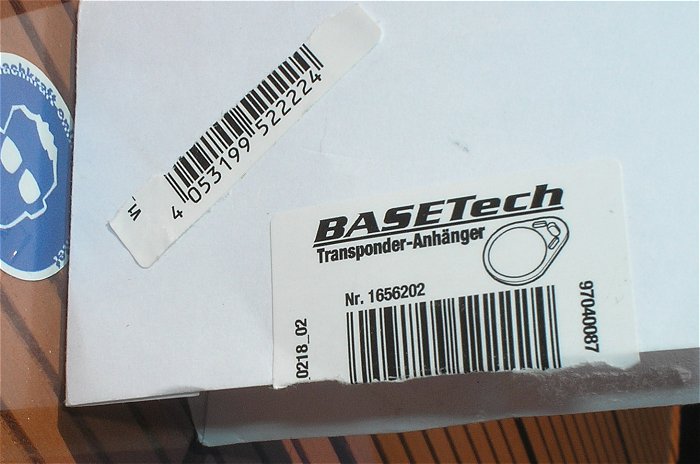 4 053199 522224
BASETech
Transponder-Anhänger
Nr. 1656202
0218_02
97040087